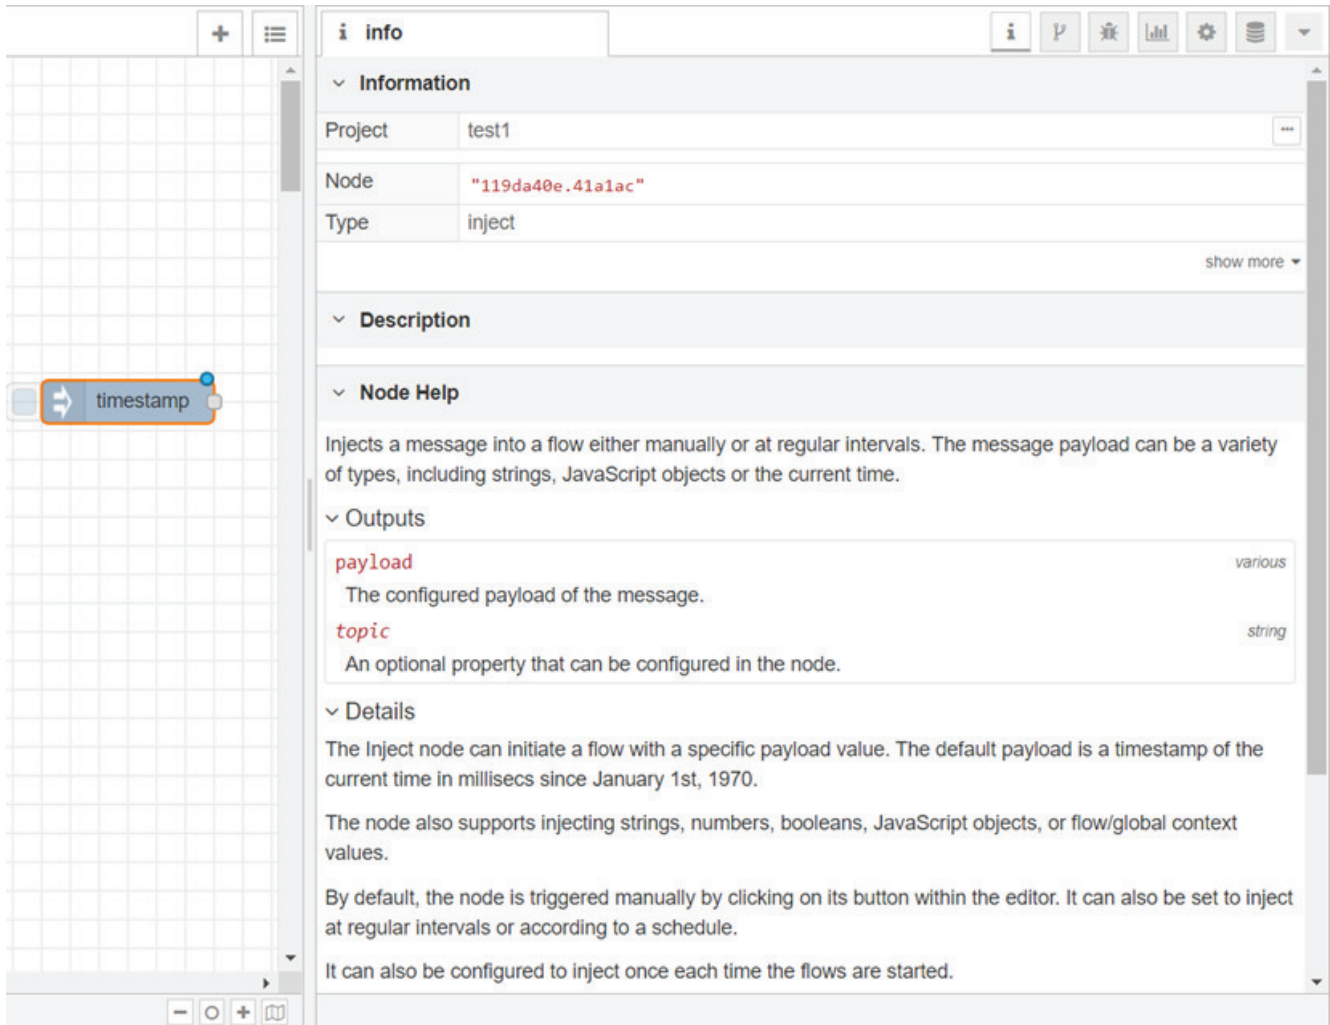 info
Information
Project test1
Node "119da40e.41a1ac"
Type inject
show more
Description
timestamp
Node Help
Injects a message into a flow either manually or at regular intervals. The message payload can be a variety
of types, including strings, JavaScript objects or the current time.
Outputs
payload various
The configured payload of the message.
topic string
An optional property that can be configured in the node.
Details
The Inject node can initiate a flow with a specific payload value. The default payload is a timestamp of the
current time in millisecs since January 1st, 1970.
The node also supports injecting strings, numbers, booleans, JavaScript objects, or flow/global context
values.
By default, the node is triggered manually by clicking on its button within the editor. It can also be set to inject
at regular intervals or according to a schedule.
It can also be configured to inject once each time the flows are started.